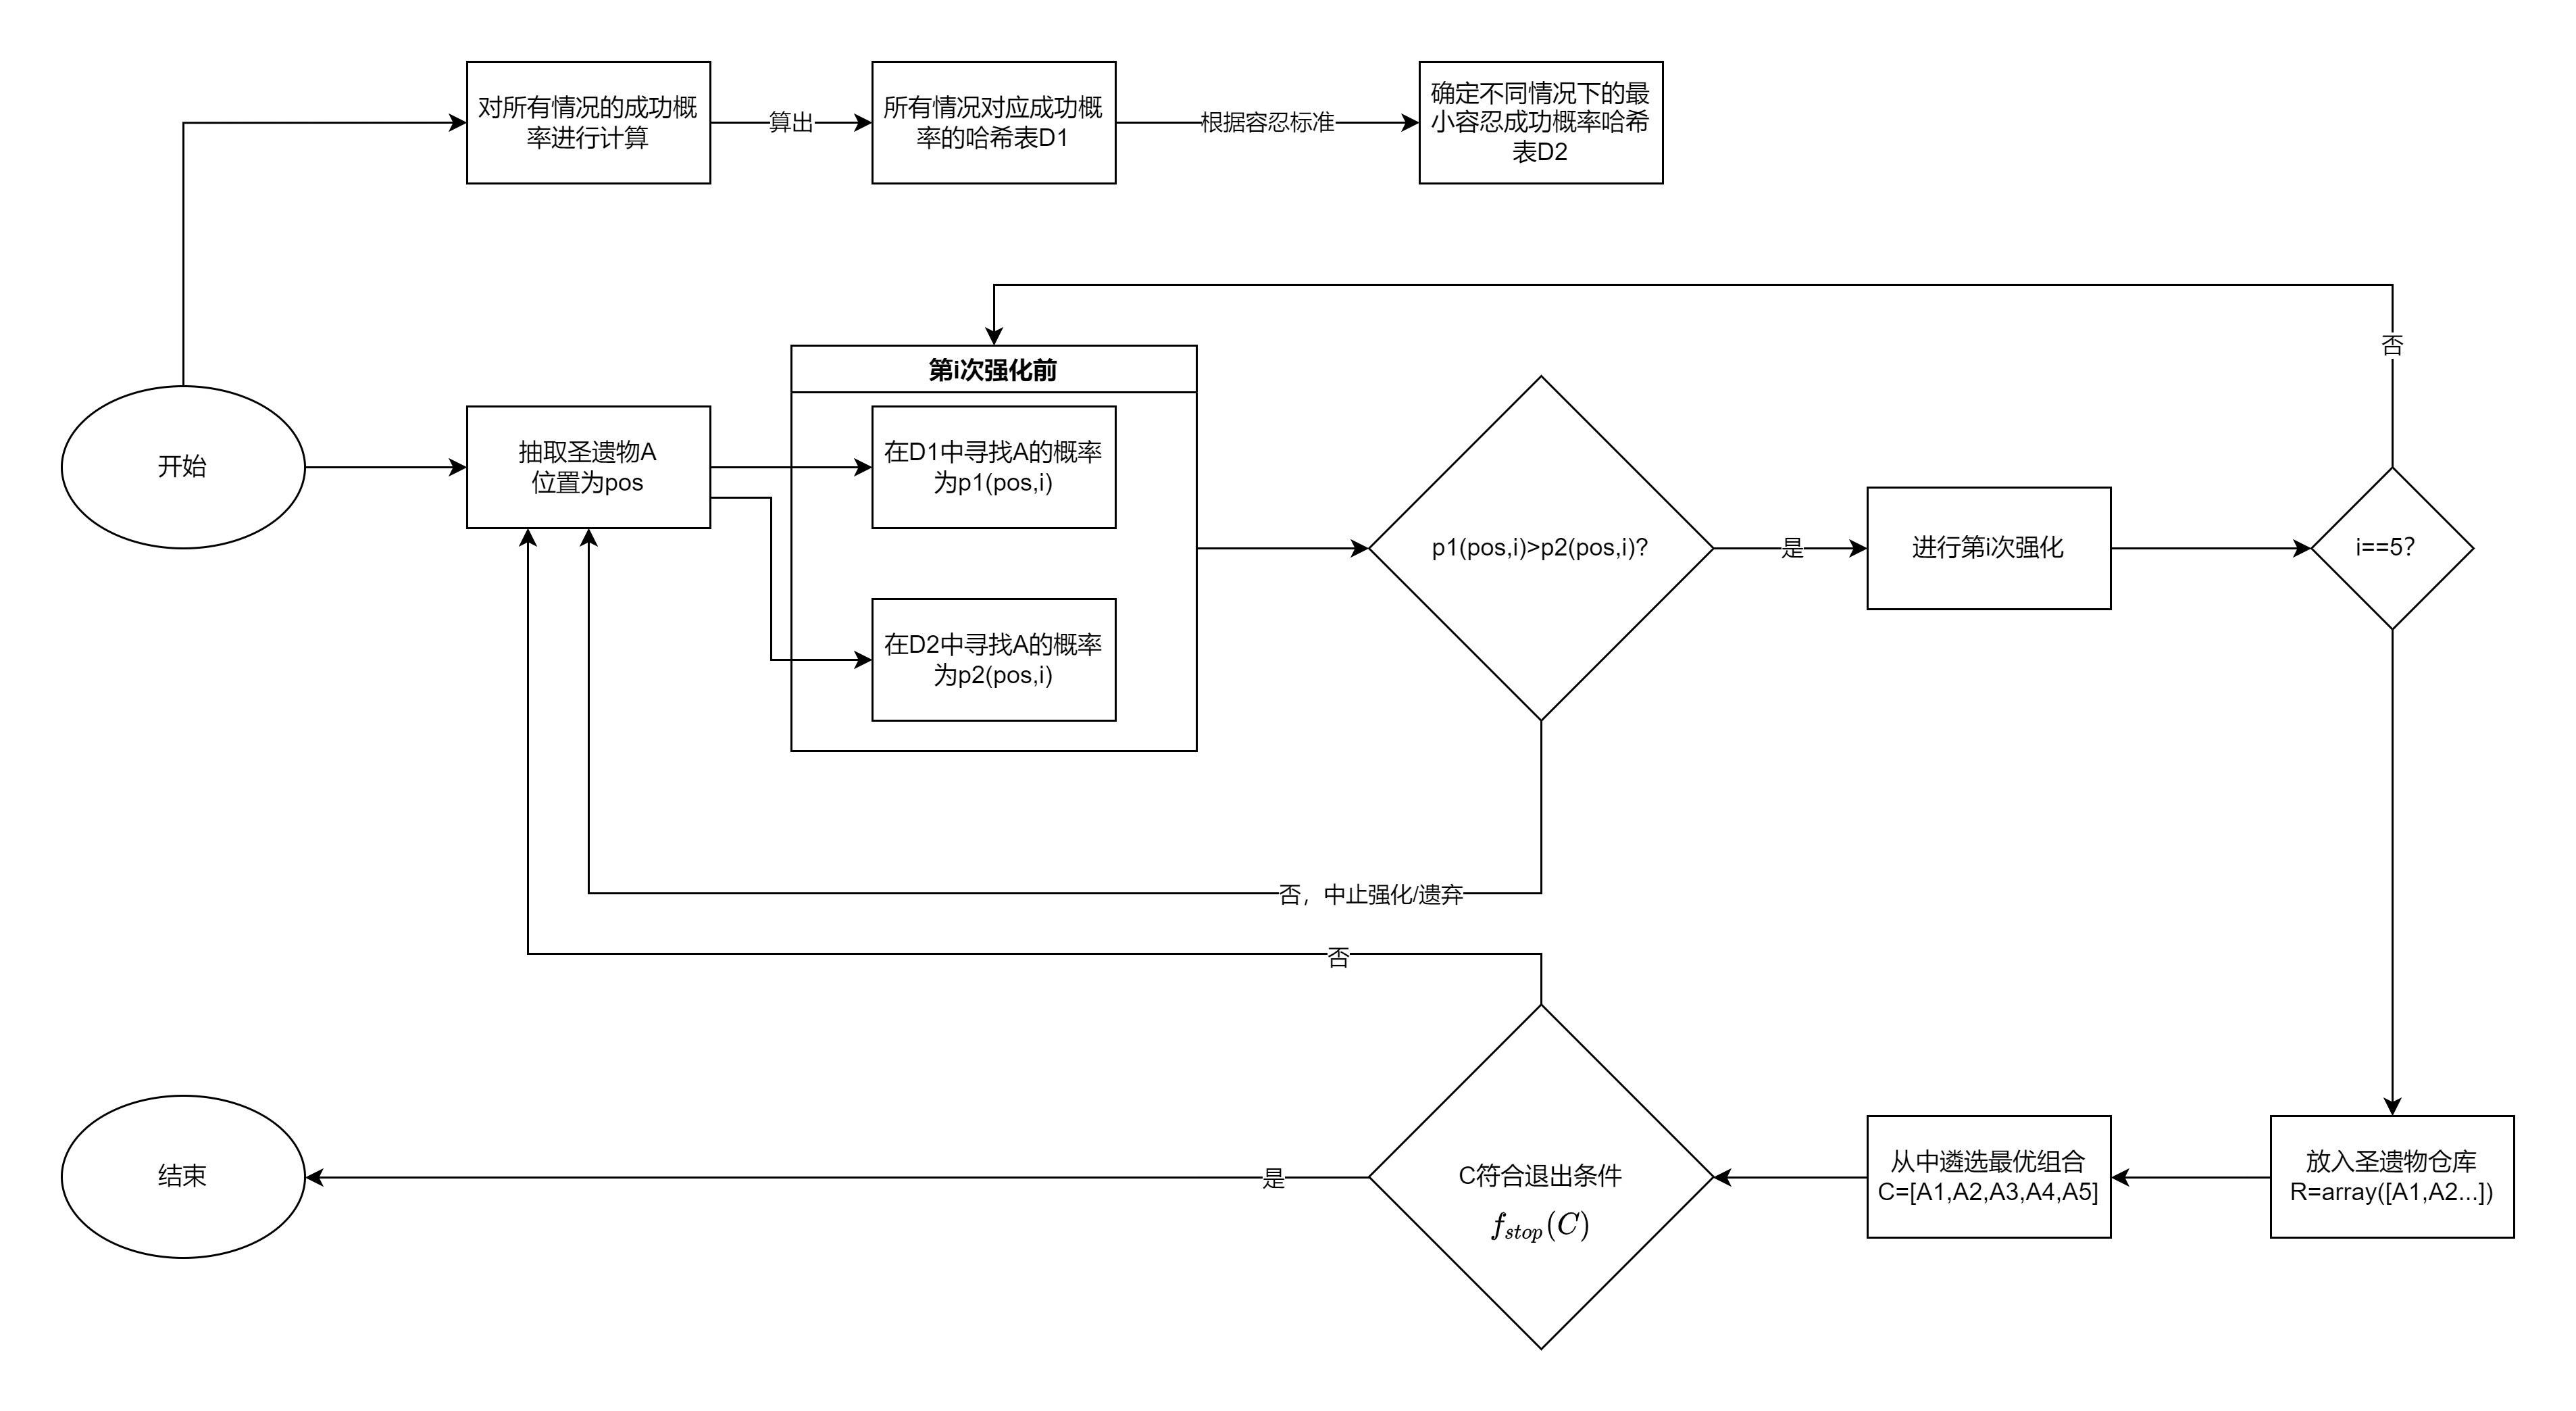 对所有情况的成功概
率进行计算
算出
所有情况对应成功概
率的哈希表D1
根据容忍标准
确定不同情况下的最
小容忍成功概率哈希
表D2
开始
抽取圣遗物A
位置为pos
第i次强化前
在D1中寻找A的概率
为p1(pos,i)
在D2中寻找A的概率
为p2(pos,i)
p1(pos,i)>p2(pos,i)?
是
进行第i次强化
i==5?
否
否，中止强化/遗弃
否
结束
是
C符合退出条件
f_{stop}(C)
从中遴选最优组合
C=[A1,A2,A3,A4,A5]
放入圣遗物仓库
R=array([A1,A2...])